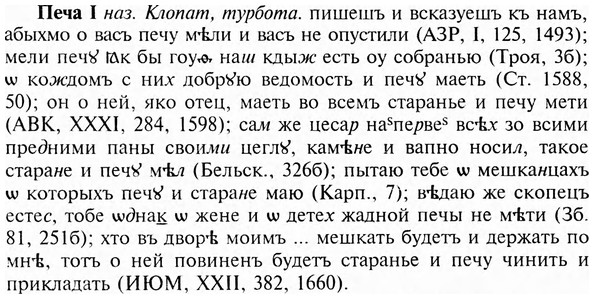 Печа I наз. Клопат, турбота. пишешъ и всказуешъ къ намъ,
абыхмо о васъ печу мѣли и васъ не опустили (АЗР, I, 125, 1493);
мели печꙋ ꙗк бы гоуѳ наш кдыж есть оу собранью (Троя, 3б);
ѡ кождомъ с них добрꙋю ведомость и печꙋ маеть (Ст. 1588,
50); он о ней, яко отец, маеть во всемъ старанье и печу мети
(АВК, XXXI, 284, 1598); сам же цесар наˢперве​ˢ всѣх зо всими
предними паны своими цеглꙋ, камѣне и вапно носил, такое
старане и печꙋ мѣл (Бельск., 326б); пытаю тебе ѡ мешканцахъ
ѡ которыхъ печꙋ и старане маю (Карп., 7); вѣдаю же скопецъ
естес, тобе ѡднак ѡ жене и ѡ детех жадной печы не мѣти (Зб.
81, 251б); хто въ дворѣ моимъ ... мешкать будетъ и держать по
мнѣ, тотъ о ней повиненъ будетъ старанье и печу чинить и
прикладать (ИЮМ, XXII, 382, 1660).